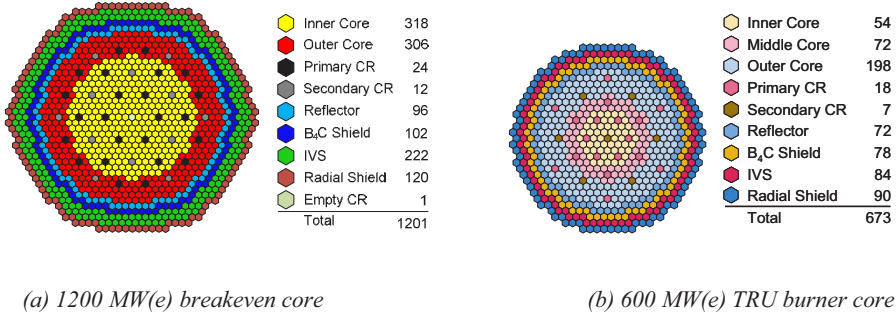 Inner Core 318
Outer Core 306
Primary CR 24
Secondary CR 12
Reflector 96
B₄C Shield 102
IVS 222
Radial Shield 120
Empty CR 1
Total 1201
Inner Core 54
Middle Core 72
Outer Core 198
Primary CR 18
Secondary CR 7
Reflector 72
B₄C Shield 78
IVS 84
Radial Shield 90
Total 673
(a) 1200 MW(e) breakeven core
(b) 600 MW(e) TRU burner core